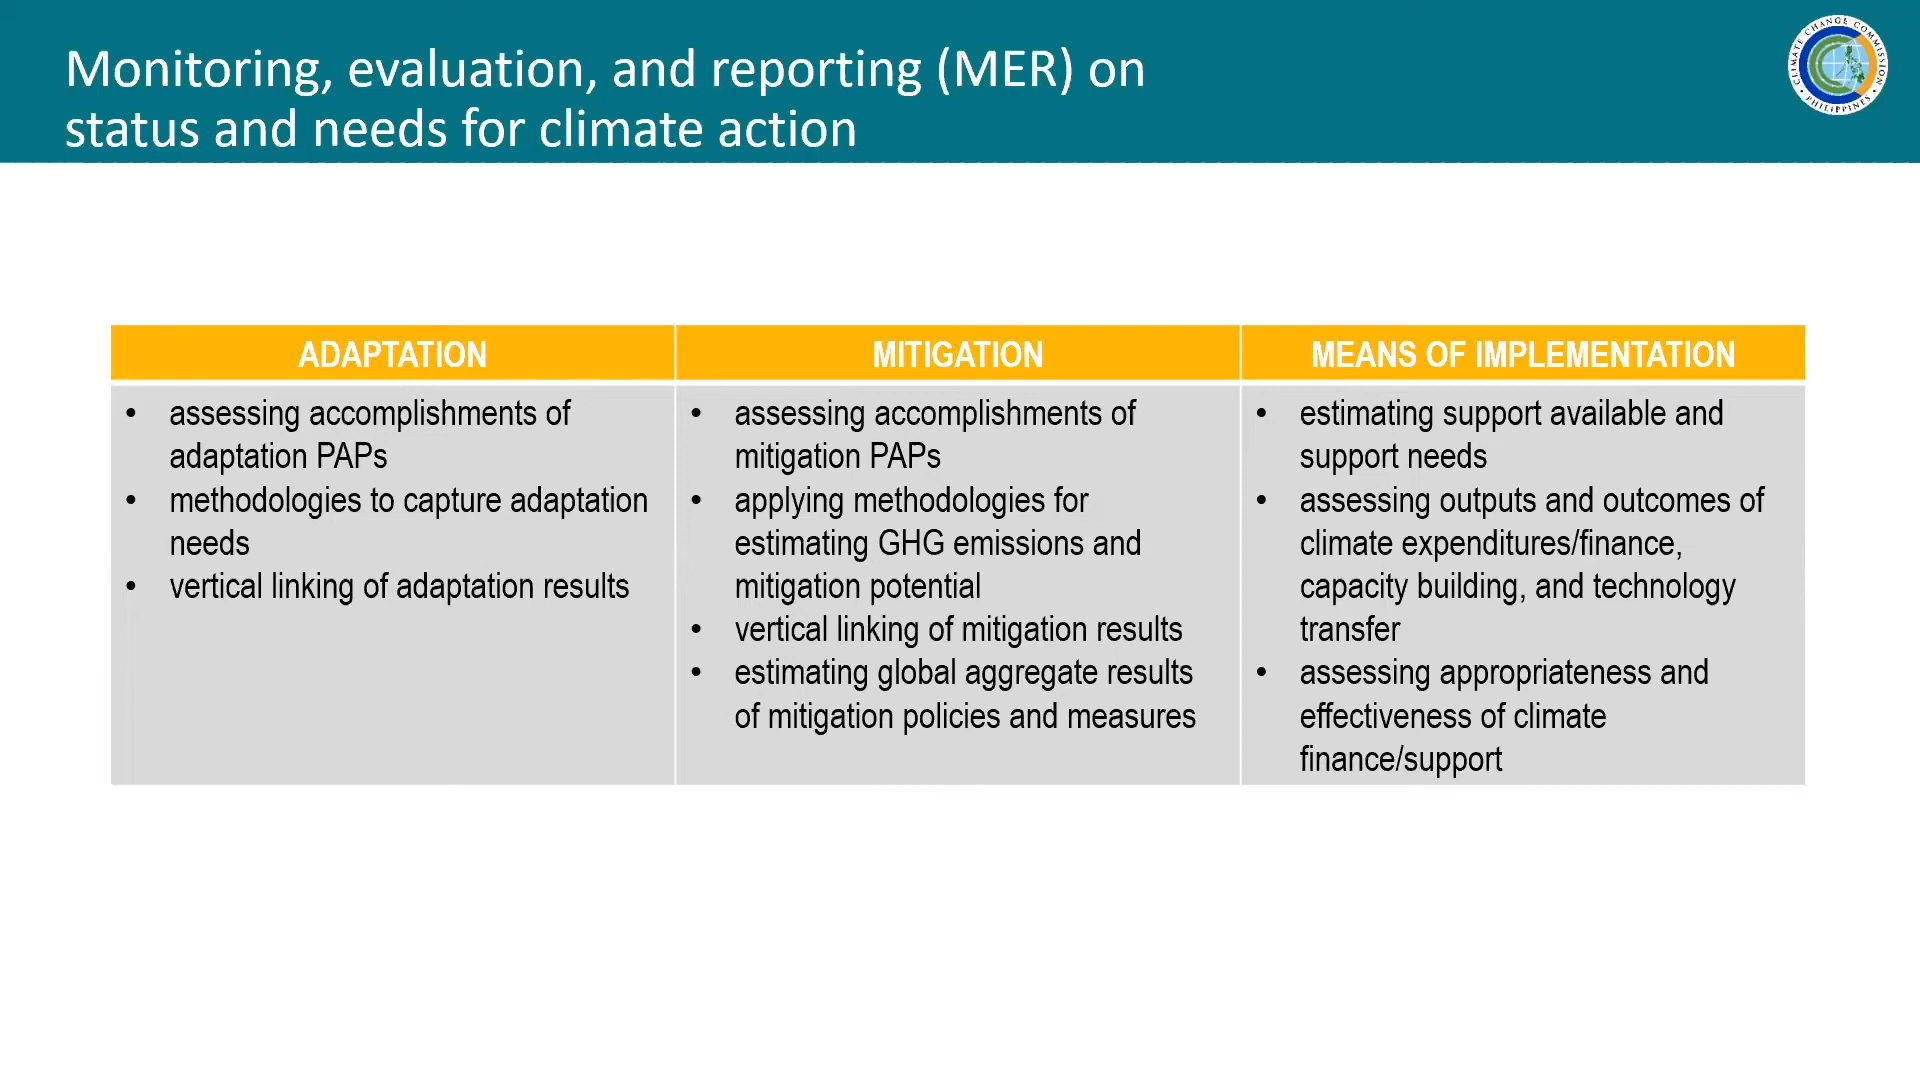 Monitoring, evaluation, and reporting (MER) on
status and needs for climate action
CLIMATE CHANGE COMMISSION
PHILIPPINES
ADAPTATION
• assessing accomplishments of
adaptation PAPs
• methodologies to capture adaptation
needs
• vertical linking of adaptation results
MITIGATION
• assessing accomplishments of
mitigation PAPs
• applying methodologies for
estimating GHG emissions and
mitigation potential
• vertical linking of mitigation results
• estimating global aggregate results
of mitigation policies and measures
MEANS OF IMPLEMENTATION
• estimating support available and
support needs
• assessing outputs and outcomes of
climate expenditures/finance,
capacity building, and technology
transfer
• assessing appropriateness and
effectiveness of climate
finance/support